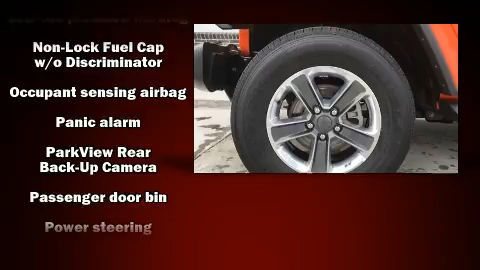 Non-Lock Fuel Cap
w/o Discriminator
Occupant sensing airbag
Panic alarm
ParkView Rear
Back-Up Camera
Passenger door bin
Power steering